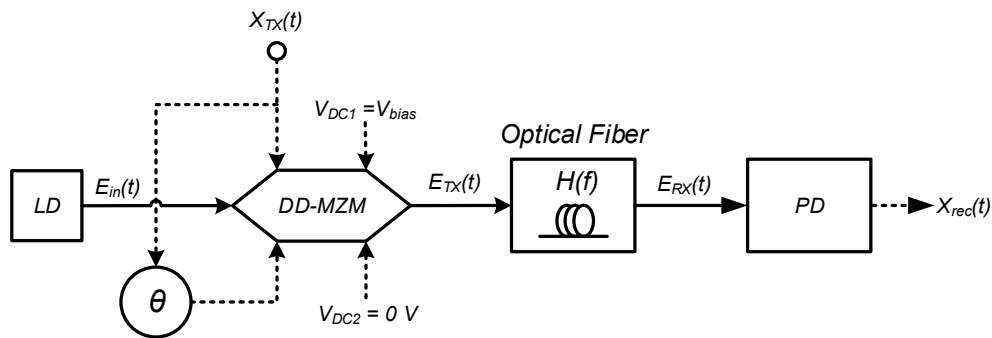 X_TX(t)
V_DC1 =V_bias
Optical Fiber
LD
E_in(t)
DD-MZM
E_TX(t)
H(f)
E_RX(t)
PD
X_rec(t)
θ
V_DC2 = 0 V